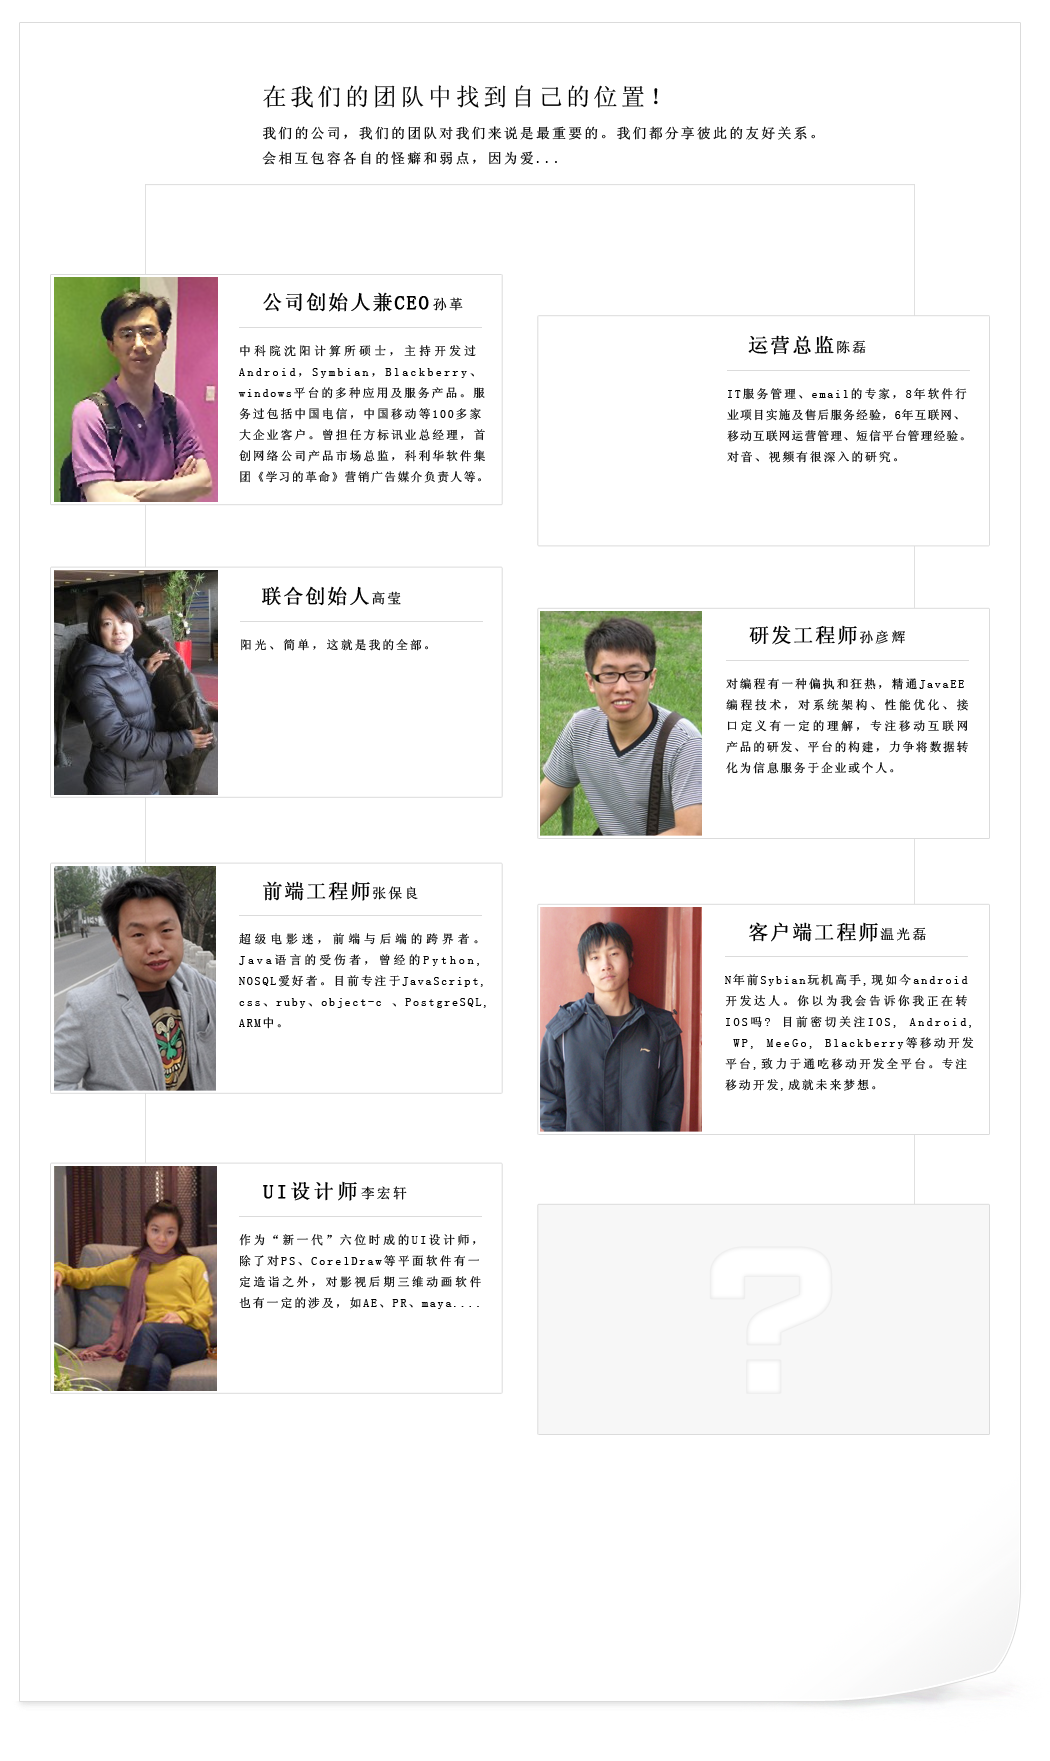 在我们的团队中找到自己的位置！
我们的公司，我们的团队对我们来说是最重要的。我们都分享彼此的友好关系。
会相互包容各自的怪癖和弱点，因为爱...
公司创始人兼CEO 孙革
中科院沈阳计算所硕士，主持开发过
Android，Symbian，Blackberry、
windows平台的多种应用及服务产品。服
务过包括中国电信，中国移动等100多家
大企业客户。曾担任方标讯业总经理，首
创网络公司产品市场总监，科利华软件集
团《学习的革命》营销广告媒介负责人等。
运营总监陈磊
IT服务管理、email的专家，8年软件行
业项目实施及售后服务经验，6年互联网、
移动互联网运营管理、短信平台管理经验。
对音、视频有很深入的研究。
联合创始人高莹
阳光、简单，这就是我的全部。
研发工程师孙彦辉
对编程有一种偏执和狂热，精通JavaEE
编程技术，对系统架构、性能优化、接
口定义有一定的理解，专注移动互联网
产品的研发、平台的构建，力争将数据转
化为信息服务于企业或个人。
前端工程师张保良
超级电影迷，前端与后端的跨界者。
Java语言的受伤者，曾经的Python,
NOSQL爱好者。目前专注于JavaScript,
css、ruby、object-c 、PostgreSQL,
ARM中。
客户端工程师温光磊
N年前Sybian玩机高手,现如今android
开发达人。你以为我会告诉你我正在转
IOS吗? 目前密切关注IOS, Android,
WP, MeeGo, Blackberry等移动开发
平台,致力于通吃移动开发全平台。专注
移动开发,成就未来梦想。
UI设计师李宏轩
作为“新一代”六位时成的UI设计师，
除了对PS、CorelDraw等平面软件有一
定造诣之外，对影视后期三维动画软件
也有一定的涉及，如AE、PR、maya....
?